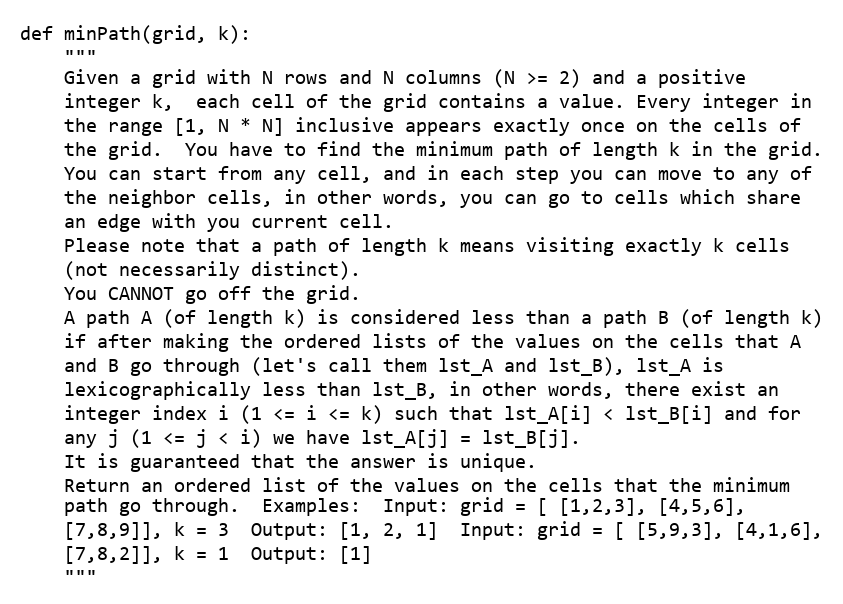 def minPath(grid, k):
"""
Given a grid with N rows and N columns (N >= 2) and a positive
integer k,  each cell of the grid contains a value. Every integer in
the range [1, N * N] inclusive appears exactly once on the cells of
the grid.  You have to find the minimum path of length k in the grid.
You can start from any cell, and in each step you can move to any of
the neighbor cells, in other words, you can go to cells which share
an edge with you current cell.
Please note that a path of length k means visiting exactly k cells
(not necessarily distinct).
You CANNOT go off the grid.
A path A (of length k) is considered less than a path B (of length k)
if after making the ordered lists of the values on the cells that A
and B go through (let's call them lst_A and lst_B), lst_A is
lexicographically less than lst_B, in other words, there exist an
integer index i (1 <= i <= k) such that lst_A[i] < lst_B[i] and for
any j (1 <= j < i) we have lst_A[j] = lst_B[j].
It is guaranteed that the answer is unique.
Return an ordered list of the values on the cells that the minimum
path go through.  Examples:  Input: grid = [ [1,2,3], [4,5,6],
[7,8,9]], k = 3  Output: [1, 2, 1]  Input: grid = [ [5,9,3], [4,1,6],
[7,8,2]], k = 1  Output: [1]
"""